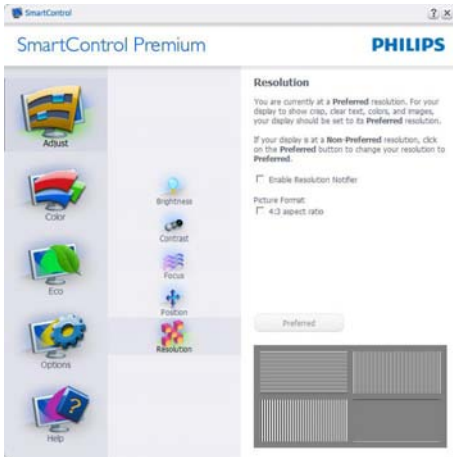 SmartControl
? x
SmartControl Premium
PHILIPS
Adjust
Color
Eco
Options
Help
Brightness
Contrast
Focus
Position
Resolution
Resolution
You are currently at a Preferred resolution. For your
display to show crisp, clear text, colors, and images,
your display should be set to its Preferred resolution.
If your display is at a Non-Preferred resolution, click
on the Preferred button to change your resolution to
Preferred.
Enable Resolution Notifier
Picture Format:
4:3 aspect ratio
Preferred